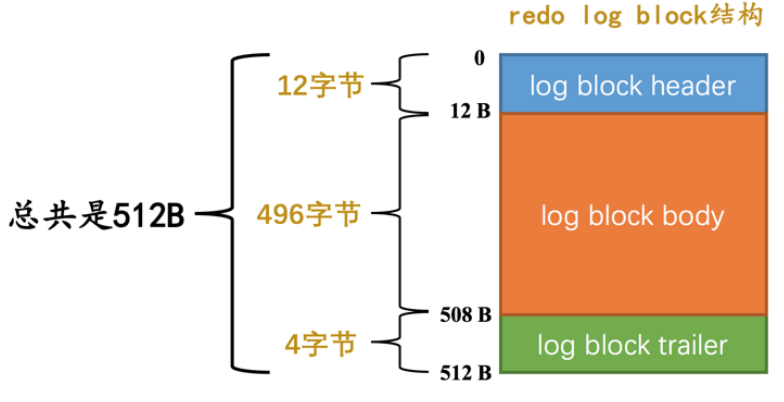 redo log block结构
0
12字节
log block header
12 B
总共是512B
496字节
log block body
508 B
4字节
log block trailer
512 B